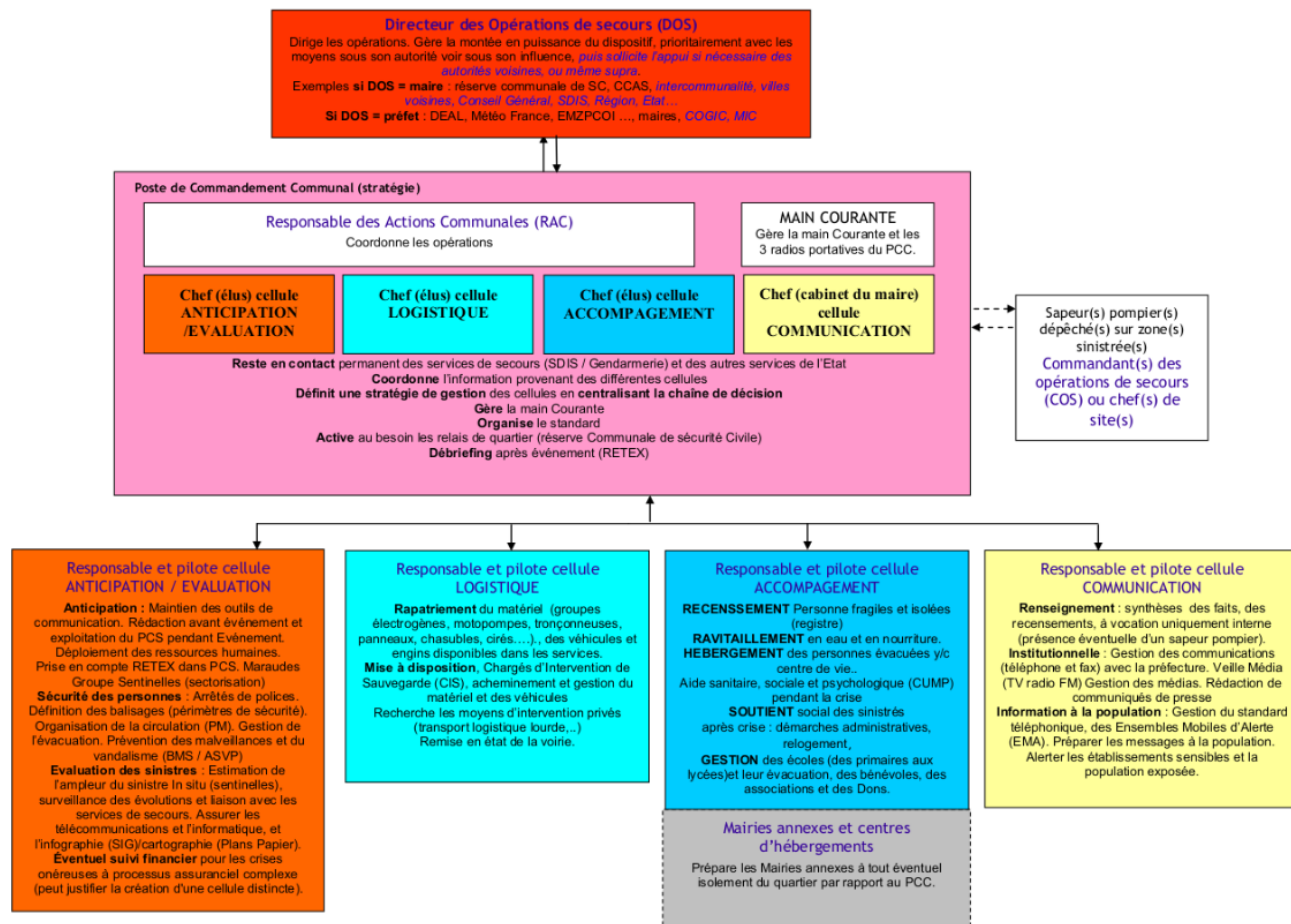 Directeur des Opérations de secours (DOS)
Dirige les opérations. Gère la montée en puissance du dispositif, prioritairement avec les
moyens sous son autorité voir sous son influence, puis sollicite l'appui si nécessaire des
autorités voisines, ou même supra.
Exemples si DOS = maire : réserve communale de SC, CCAS, intercommunalité, villes
voisines, Conseil Général, SDIS, Région, Etat…
Si DOS = préfet : DEAL, Météo France, EMZPCOI …, maires, COGIC, MIC
Poste de Commandement Communal (stratégie)
Responsable des Actions Communales (RAC)
Coordonne les opérations
MAIN COURANTE
Gère la main Courante et les
3 radios portatives du PCC.
Chef (élus) cellule
ANTICIPATION
/EVALUATION
Chef (élus) cellule
LOGISTIQUE
Chef (élus) cellule
ACCOMPAGEMENT
Chef (cabinet du maire)
cellule
COMMUNICATION
Reste en contact permanent des services de secours (SDIS / Gendarmerie) et des autres services de l'Etat
Coordonne l'information provenant des différentes cellules
Définit une stratégie de gestion des cellules en centralisant la chaîne de décision
Gère la main Courante
Organise le standard
Active au besoin les relais de quartier (réserve Communale de sécurité Civile)
Débriefing après événement (RETEX)
Sapeur(s) pompier(s)
dépêché(s) sur zone(s)
sinistrée(s)
Commandant(s) des
opérations de secours
(COS) ou chef(s) de
site(s)
Responsable et pilote cellule
ANTICIPATION / EVALUATION
Anticipation : Maintien des outils de
communication. Rédaction avant événement et
exploitation du PCS pendant Evénement.
Déploiement des ressources humaines.
Prise en compte RETEX dans PCS. Maraudes
Groupe Sentinelles (sectorisation)
Sécurité des personnes : Arrêtés de polices.
Définition des balisages (périmètres de sécurité).
Organisation de la circulation (PM). Gestion de
l'évacuation. Prévention des malveillances et du
vandalisme (BMS / ASVP)
Evaluation des sinistres : Estimation de
l'ampleur du sinistre In situ (sentinelles),
surveillance des évolutions et liaison avec les
services de secours. Assurer les
télécommunications et l'informatique, et
l'infographie (SIG)/cartographie (Plans Papier).
Éventuel suivi financier pour les crises
onéreuses à processus assuranciel complexe
(peut justifier la création d'une cellule distincte).
Responsable et pilote cellule
LOGISTIQUE
Rapatriement du matériel (groupes
électrogènes, motopompes, tronçonneuses,
panneaux, chasubles, cirés….)., des véhicules et
engins disponibles dans les services.
Mise à disposition, Chargés d'Intervention de
Sauvegarde (CIS), acheminement et gestion du
matériel et des véhicules
Recherche les moyens d'intervention privés
(transport logistique lourde,..)
Remise en état de la voirie.
Responsable et pilote cellule
ACCOMPAGEMENT
RECENSSEMENT Personne fragiles et isolées
(registre)
RAVITAILLEMENT en eau et en nourriture.
HEBERGEMENT des personnes évacuées y/c
centre de vie..
Aide sanitaire, sociale et psychologique (CUMP)
pendant la crise
SOUTIENT social des sinistrés
après crise : démarches administratives,
relogement,
GESTION des écoles (des primaires aux
lycées)et leur évacuation, des bénévoles, des
associations et des Dons.
Mairies annexes et centres
d'hébergements
Prépare les Mairies annexes à tout éventuel
isolement du quartier par rapport au PCC.
Responsable et pilote cellule
COMMUNICATION
Renseignement : synthèses des faits, des
recensements, à vocation uniquement interne
(présence éventuelle d'un sapeur pompier).
Institutionnelle : Gestion des communications
(téléphone et fax) avec la préfecture. Veille Média
(TV radio FM) Gestion des médias. Rédaction de
communiqués de presse
Information à la population : Gestion du standard
téléphonique, des Ensembles Mobiles d'Alerte
(EMA). Préparer les messages à la population.
Alerter les établissements sensibles et la
population exposée.